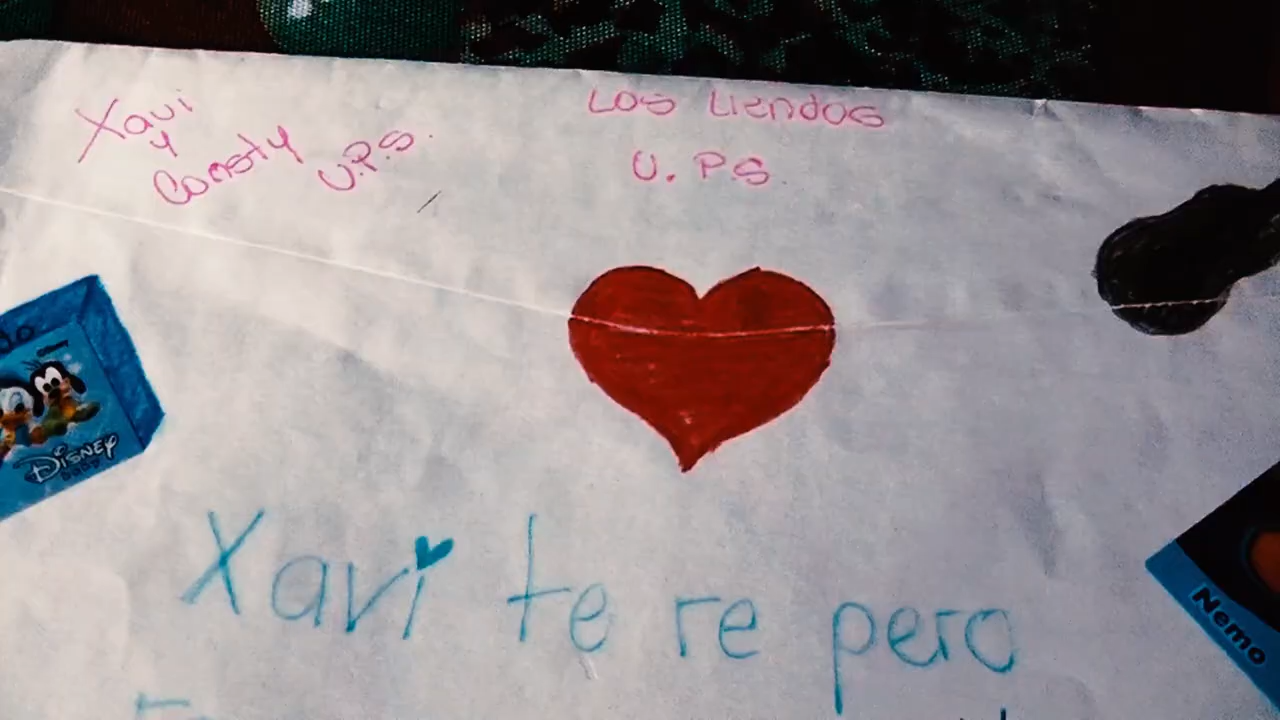 Xavi
y
Consty U.P.S.
Los Liendos
U. P.S.
Disney
Nemo
Xavi te re pero